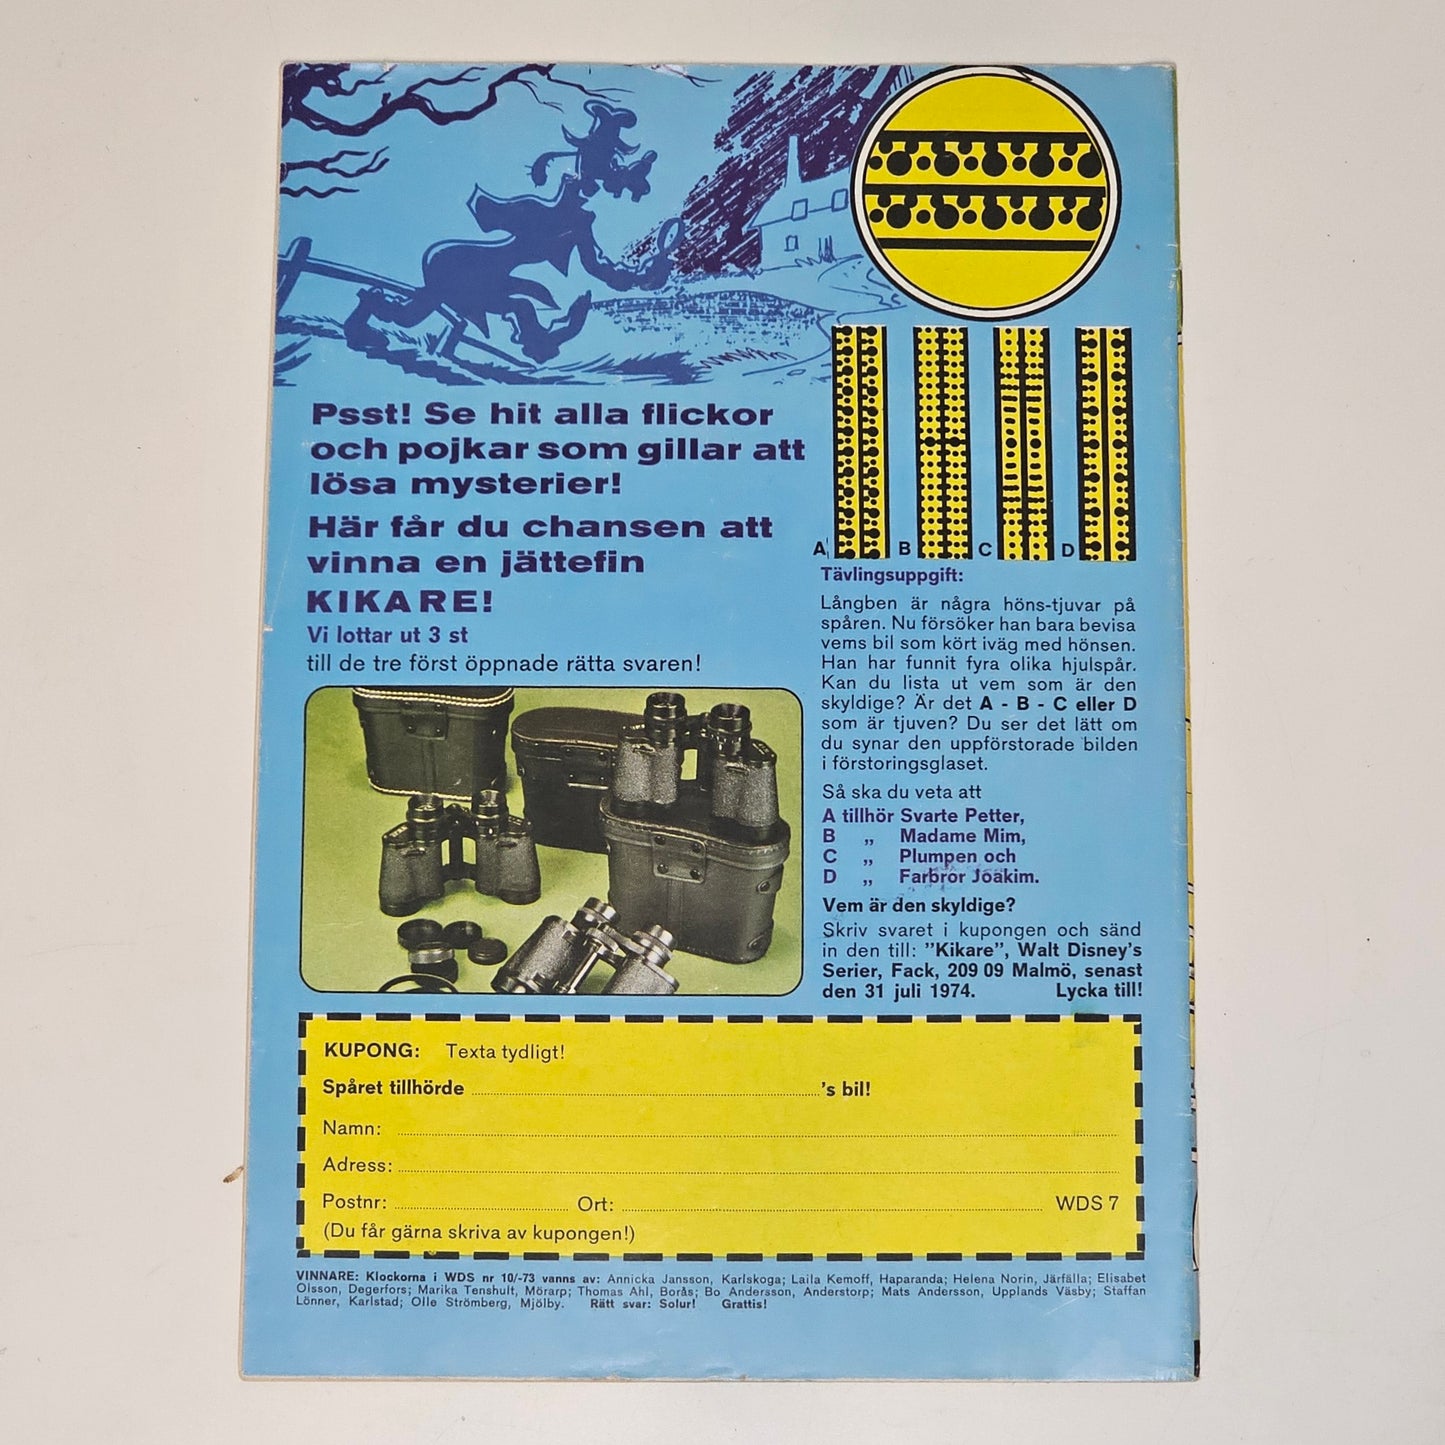 Psst! Se hit alla flickor
och pojkar som gillar att
lösa mysterier!
Här får du chansen att
vinna en jättefin
KIKARE!
Vi lottar ut 3 st
till de tre först öppnade rätta svaren!
A B C D
Tävlingsuppgift:
Långben är några höns-tjuvar på
spåren. Nu försöker han bara bevisa
vems bil som kört iväg med hönsen.
Han har funnit fyra olika hjulspår.
Kan du lista ut vem som är den
skyldige? Är det A - B - C eller D
som är tjuven? Du ser det lätt om
du synar den uppförstorade bilden
i förstoringsglaset.
Så ska du veta att
A tillhör Svarte Petter,
B „ Madame Mim,
C „ Plumpen och
D „ Farbror Joakim.
Vem är den skyldige?
Skriv svaret i kupongen och sänd
in den till: ”Kikare”, Walt Disney’s
Serier, Fack, 209 09 Malmö, senast
den 31 juli 1974. Lycka till!
KUPONG: Texta tydligt!
Spåret tillhörde ’s bil!
Namn:
Adress:
Postnr: Ort: WDS 7
(Du får gärna skriva av kupongen!)
VINNARE: Klockorna i WDS nr 10/-73 vanns av: Annicka Jansson, Karlskoga; Laila Kemoff, Haparanda; Helena Norin, Järfälla; Elisabet
Olsson, Degerfors; Marika Tenshult, Mörarp; Thomas Ahl, Borås; Bo Andersson, Anderstorp; Mats Andersson, Upplands Väsby; Staffan
Lönner, Karlstad; Olle Strömberg, Mjölby. Rätt svar: Solur! Grattis!